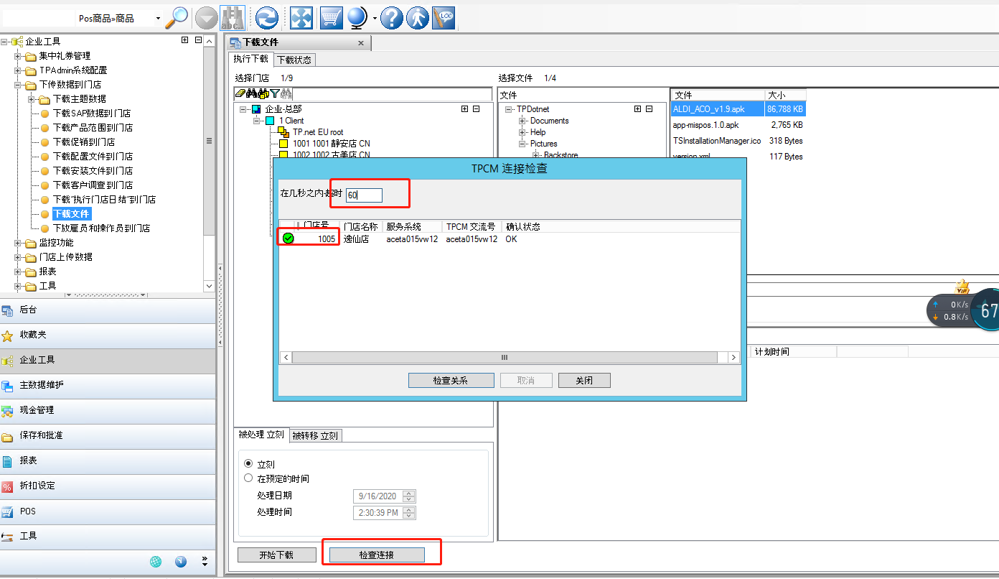 Pos商品»商品
abc..
LOG
企业工具
集中礼券管理
TPAdmin系统配置
下传数据到门店
下载主题数据
下载SAP数据到门店
下载产品范围到门店
下载促销到门店
下载配置文件到门店
下载安装文件到门店
下载客户调查到门店
下载"执行门店日结"到门店
下载文件
下放雇员和操作员到门店
监控功能
门店上传数据
报表
工具
后台
收藏夹
企业工具
主数据维护
现金管理
保存和批准
报表
折扣设定
POS
工具
下载文件
执行下载 下载状态
选择门店 1/9
企业-总部
1 Client
TP.net EU root
1001 1001 静安店 CN
1002 1002 古美店 CN
选择文件 1/4
文件
TPDotnet
Documents
Help
Pictures
Backstore
文件 大小
ALDI_ACO_v1.9.apk 86,788 KB
app-mispos.1.0.apk 2,765 KB
TSInstallationManager.ico 318 Bytes
version.xml 117 Bytes
TPCM 连接检查
在几秒之内超时 60
门店号 门店名称 服务系统 TPCM 交流号 确认状态
1005 逸仙店 aceta015vw12 aceta015vw12 OK
检查关系 取消 关闭
VIP
0K/s
0.8K/s
67
计划时间
被处理 立刻 被转移 立刻
立刻
在预定的时间
处理日期 9/16/2020
处理时间 2:30:39 PM
开始下载 检查连接